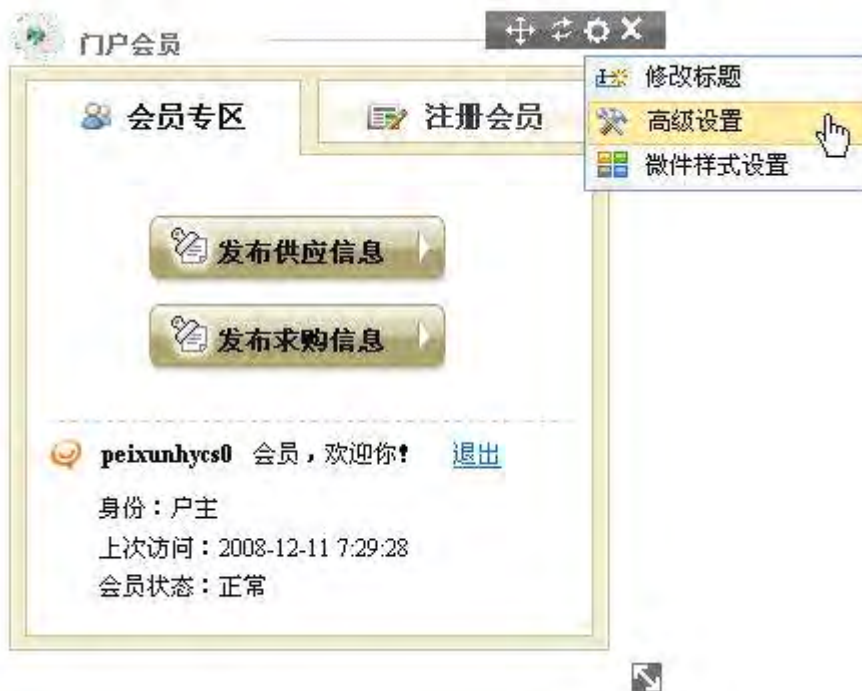 门户会员
修改标题
会员专区 注册会员 高级设置
微件样式设置
发布供应信息
发布求购信息
peixunhycs0 会员，欢迎你! 退出
身份：户主
上次访问：2008-12-11 7:29:28
会员状态：正常